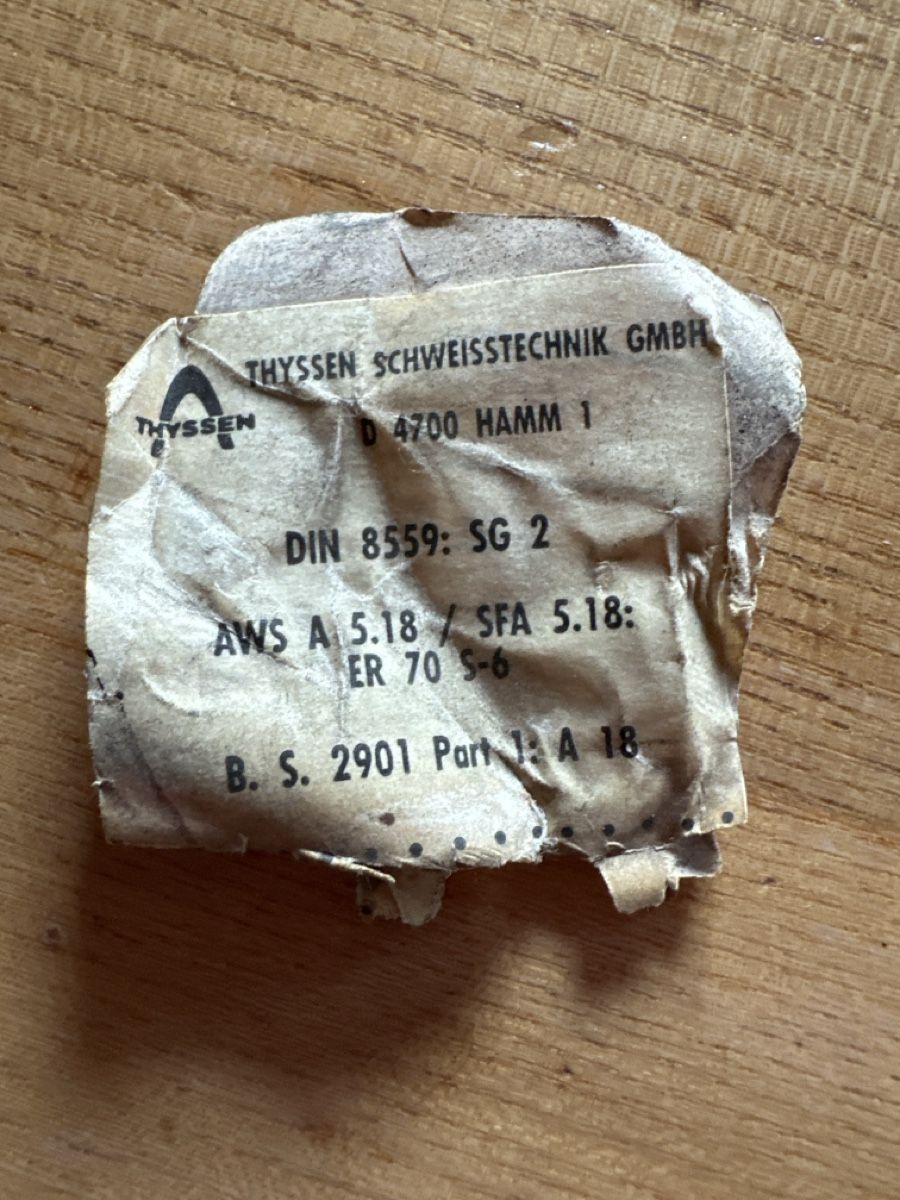 THYSSEN SCHWEISSTECHNIK GMBH
THYSSEN
D 4700 HAMM 1
DIN 8559: SG 2
AWS A 5.18 / SFA 5.18:
ER 70 S-6
B. S. 2901 Part 1: A 18